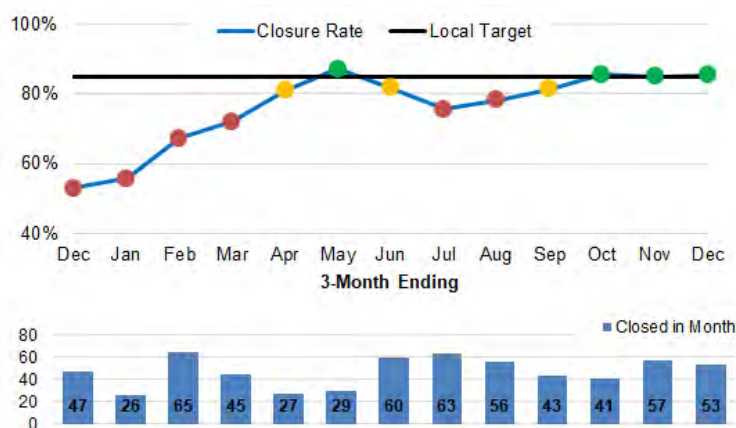 100%
Closure Rate
Local Target
80%
60%
40%
Dec Jan Feb Mar Apr May Jun Jul Aug Sep Oct Nov Dec
3-Month Ending
80
Closed in Month
60
40
20
0
47 26 65 45 27 29 60 63 56 43 41 57 53